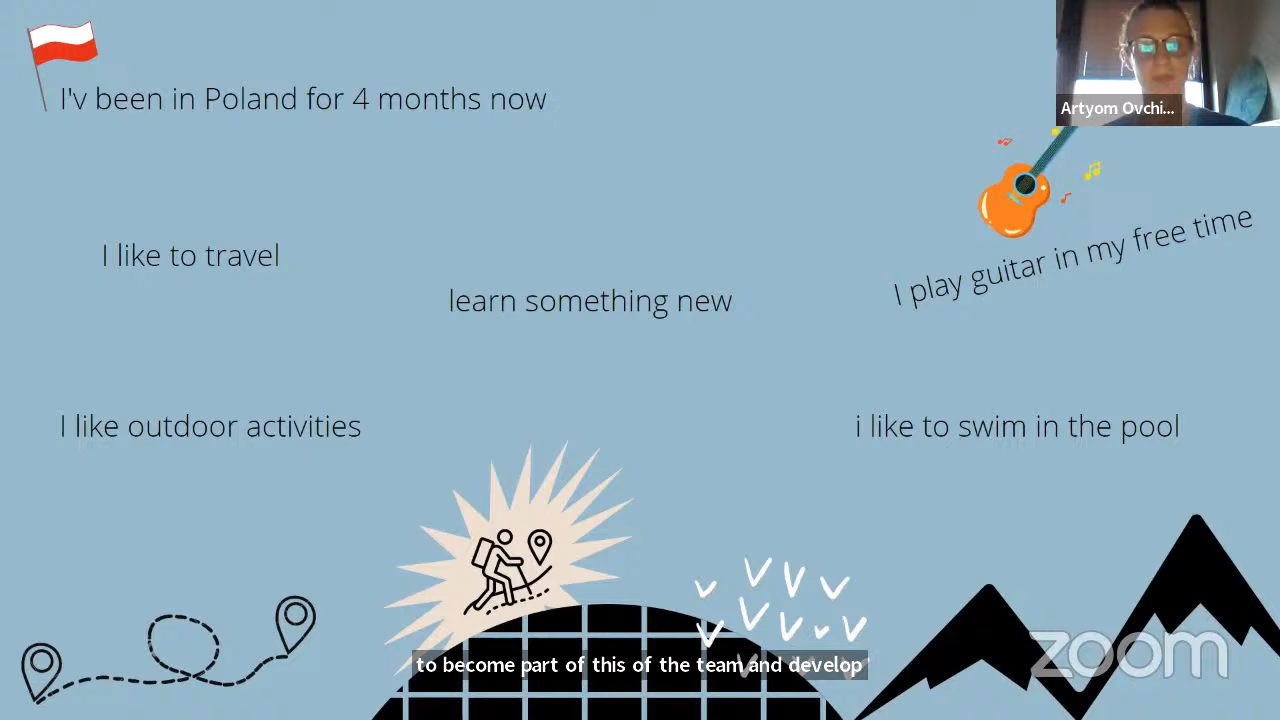 I'v been in Poland for 4 months now
Artyom Ovchi...
I like to travel
I play guitar in my free time
learn something new
I like outdoor activities
i like to swim in the pool
zoom
to become part of this of the team and develop